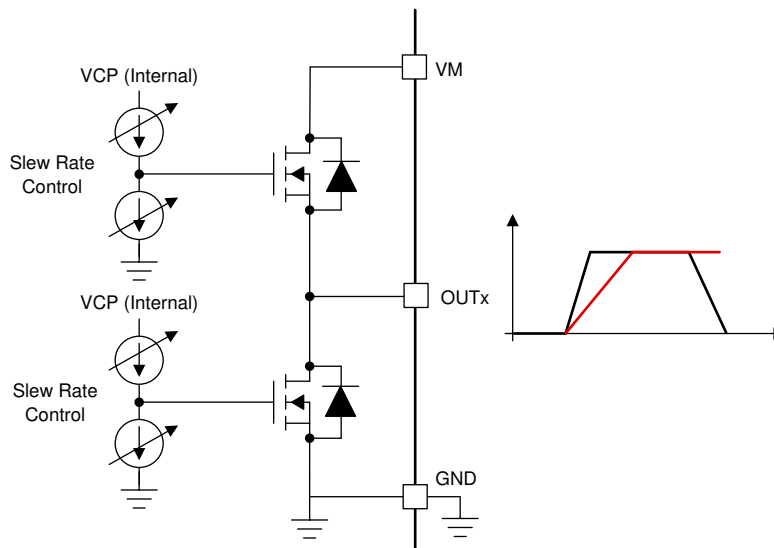 VM
VCP (Internal)
Slew Rate
Control
OUTx
VCP (Internal)
Slew Rate
Control
GND